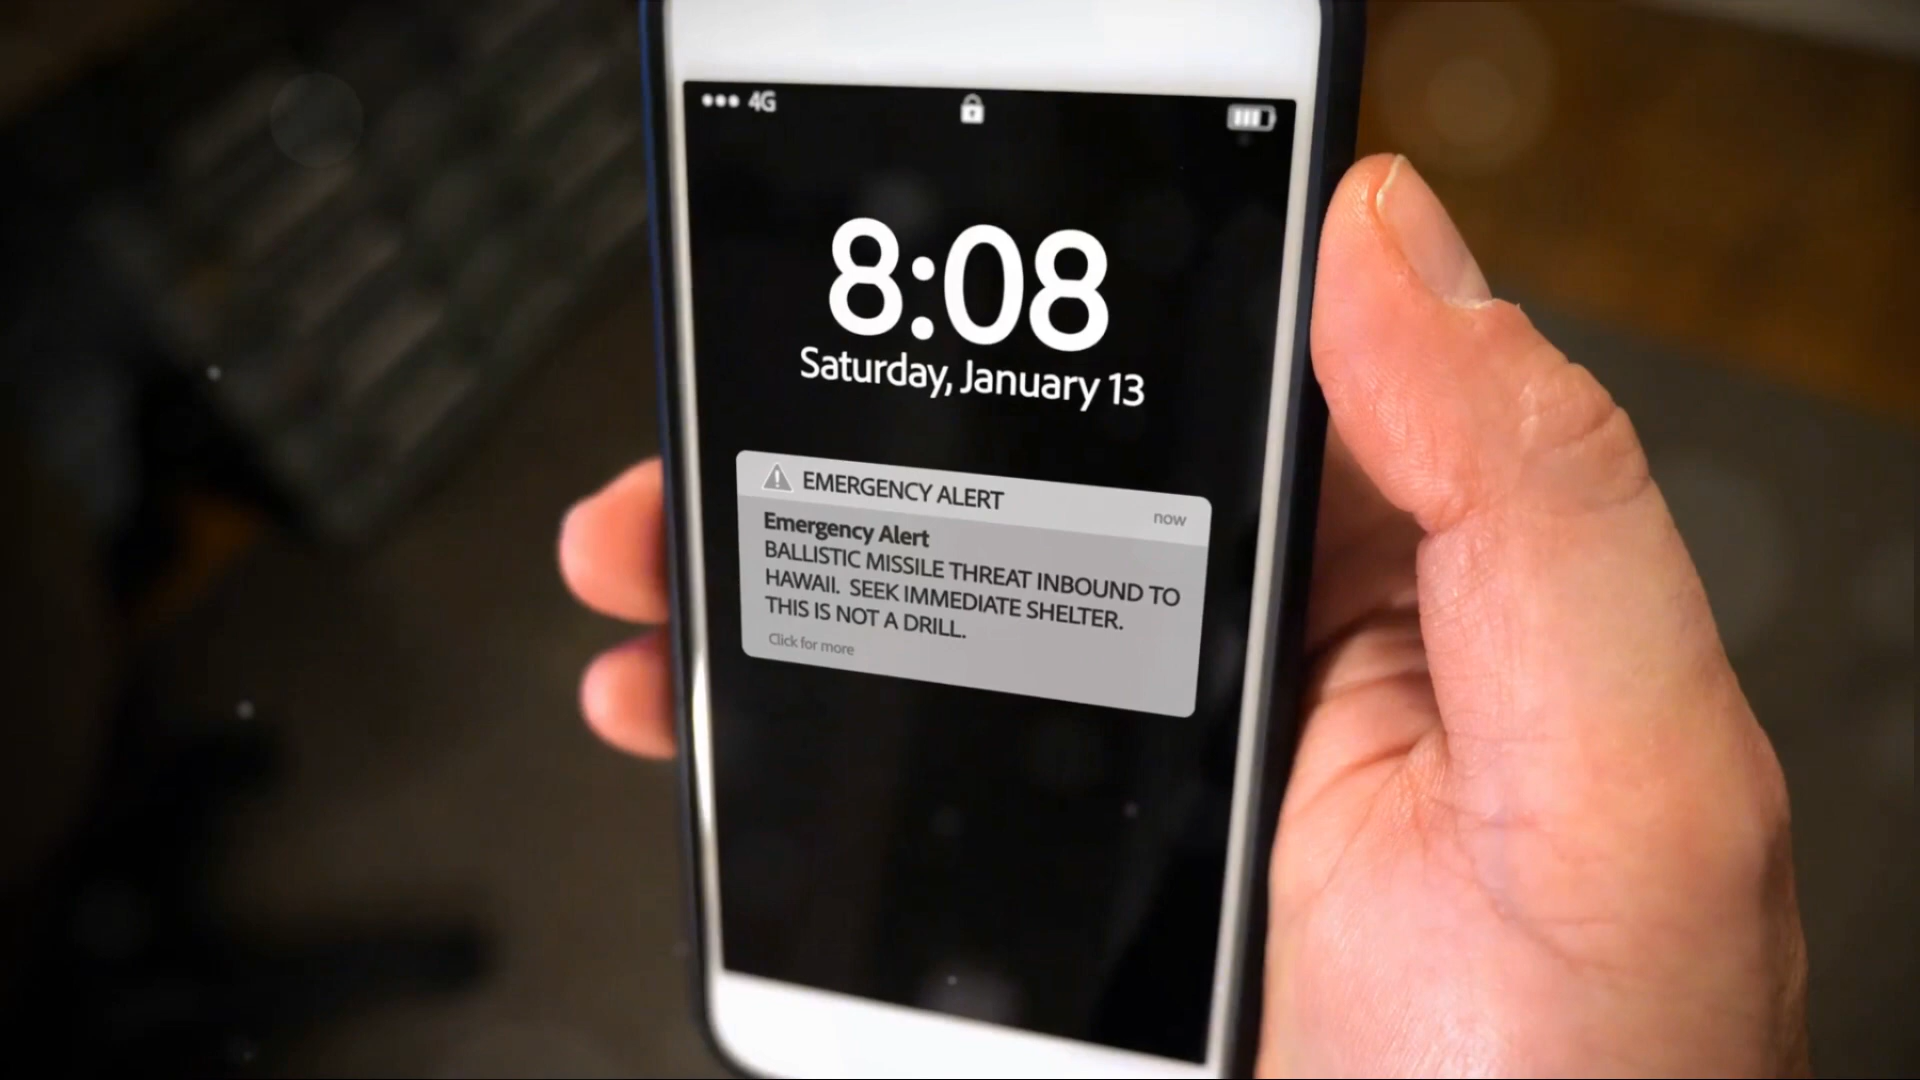 4G
8:08
Saturday, January 13
EMERGENCY ALERT
now
Emergency Alert
BALLISTIC MISSILE THREAT INBOUND TO
HAWAII.  SEEK IMMEDIATE SHELTER.
THIS IS NOT A DRILL.
Click for more